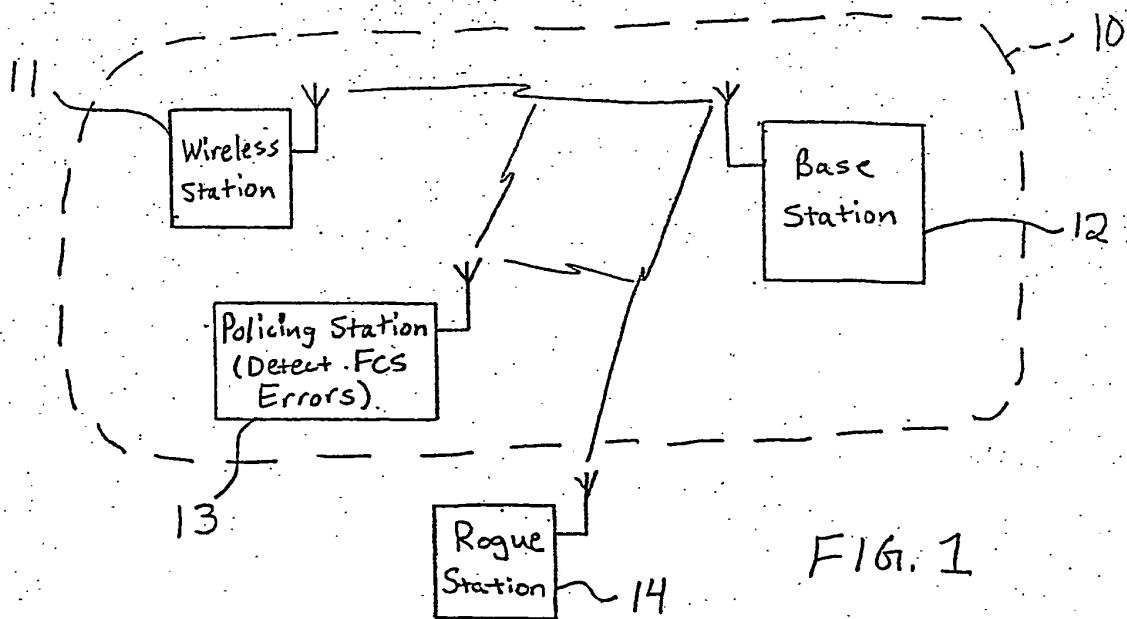 10
11
Wireless
Station
Base
Station
12
Policing Station
(Detect FCS
Errors)
13
Rogue
Station
14
FIG. 1